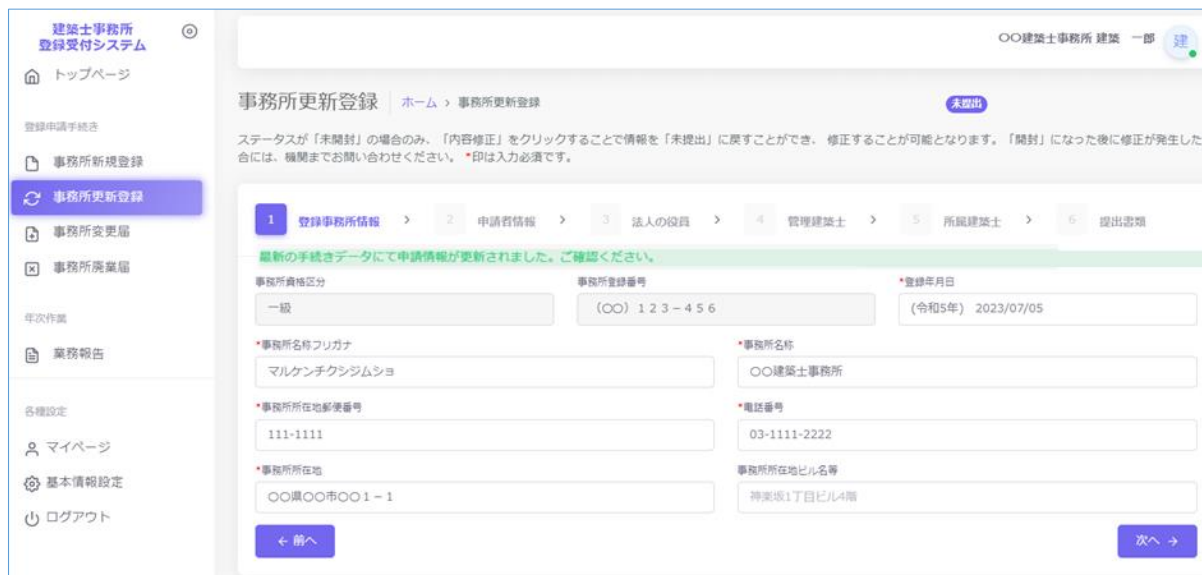 建築士事務所
登録受付システム
トップページ
登録申請手続き
事務所新規登録
事務所更新登録
事務所変更届
事務所廃業届
年次作業
業務報告
各種設定
マイページ
基本情報設定
ログアウト
〇〇建築士事務所 建築 一郎 建
事務所更新登録 ホーム › 事務所更新登録 未提出
ステータスが「未開封」の場合のみ、「内容修正」をクリックすることで情報を「未提出」に戻すことができ、 修正することが可能となります。「開封」になった後に修正が発生した
合には、機関までお問い合わせください。 *印は入力必須です。
1 登録事務所情報 › 2 申請者情報 › 3 法人の役員 › 4 管理建築士 › 5 所属建築士 › 6 提出書類
最新の手続きデータにて申請情報が更新されました。ご確認ください。
事務所資格区分 事務所登録番号 *登録年月日
一級 （〇〇）１２３－４５６ (令和5年) 2023/07/05
*事務所名称フリガナ *事務所名称
マルケンチクシジムショ 〇〇建築士事務所
*事務所所在地郵便番号 *電話番号
111-1111 03-1111-2222
*事務所所在地 事務所所在地ビル名等
〇〇県〇〇市〇〇１－１ 神楽坂1丁目ビル4階
← 前へ 次へ →